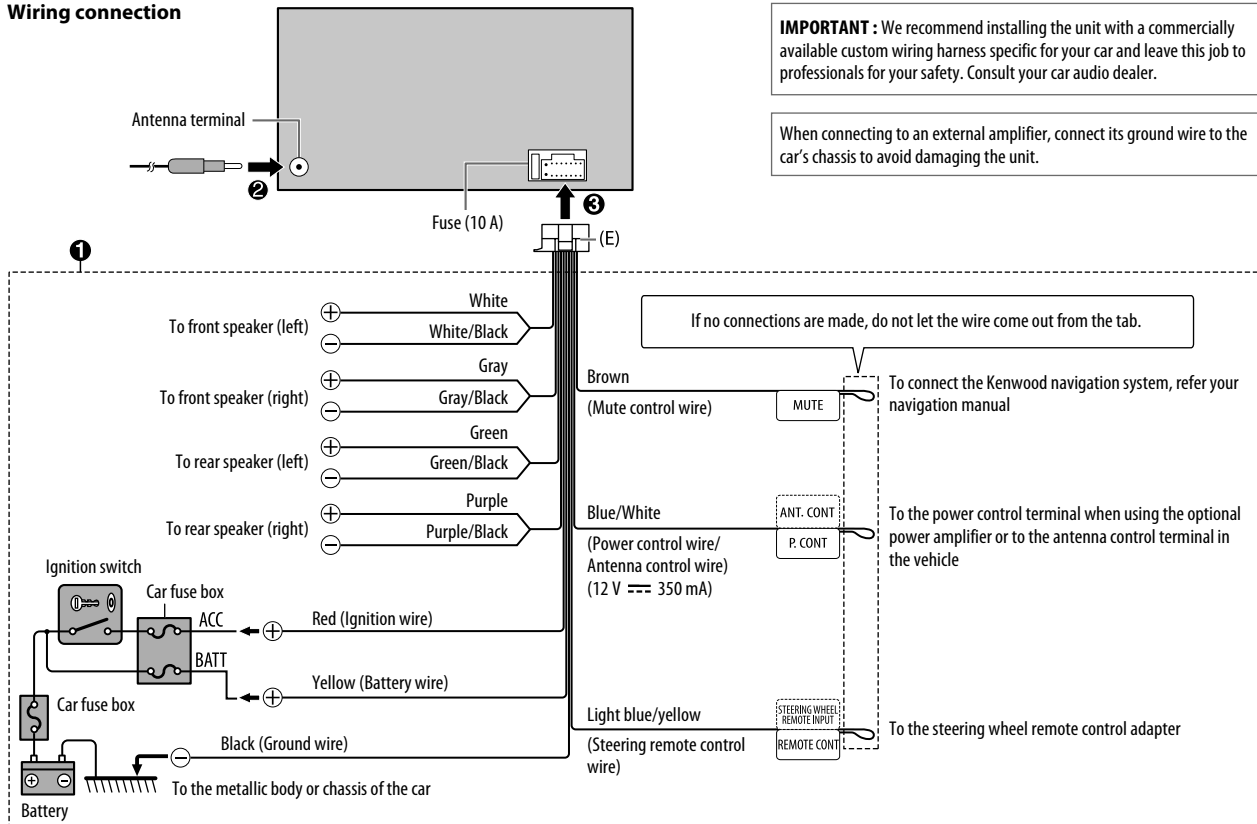 Wiring connection
IMPORTANT : We recommend installing the unit with a commercially
available custom wiring harness specific for your car and leave this job to
professionals for your safety. Consult your car audio dealer.
When connecting to an external amplifier, connect its ground wire to the
car’s chassis to avoid damaging the unit.
Antenna terminal
2
Fuse (10 A)
3
(E)
1
If no connections are made, do not let the wire come out from the tab.
To front speaker (left)
White
White/Black
To front speaker (right)
Gray
Gray/Black
To rear speaker (left)
Green
Green/Black
To rear speaker (right)
Purple
Purple/Black
Brown
(Mute control wire)
MUTE
To connect the Kenwood navigation system, refer your
navigation manual
Blue/White
(Power control wire/
Antenna control wire)
(12 V ⎓ 350 mA)
ANT. CONT
P. CONT
To the power control terminal when using the optional
power amplifier or to the antenna control terminal in
the vehicle
Ignition switch
Car fuse box
ACC
Red (Ignition wire)
BATT
Yellow (Battery wire)
Car fuse box
Black (Ground wire)
To the metallic body or chassis of the car
Battery
Light blue/yellow
(Steering remote control
wire)
STEERING WHEEL
REMOTE INPUT
REMOTE CONT
To the steering wheel remote control adapter